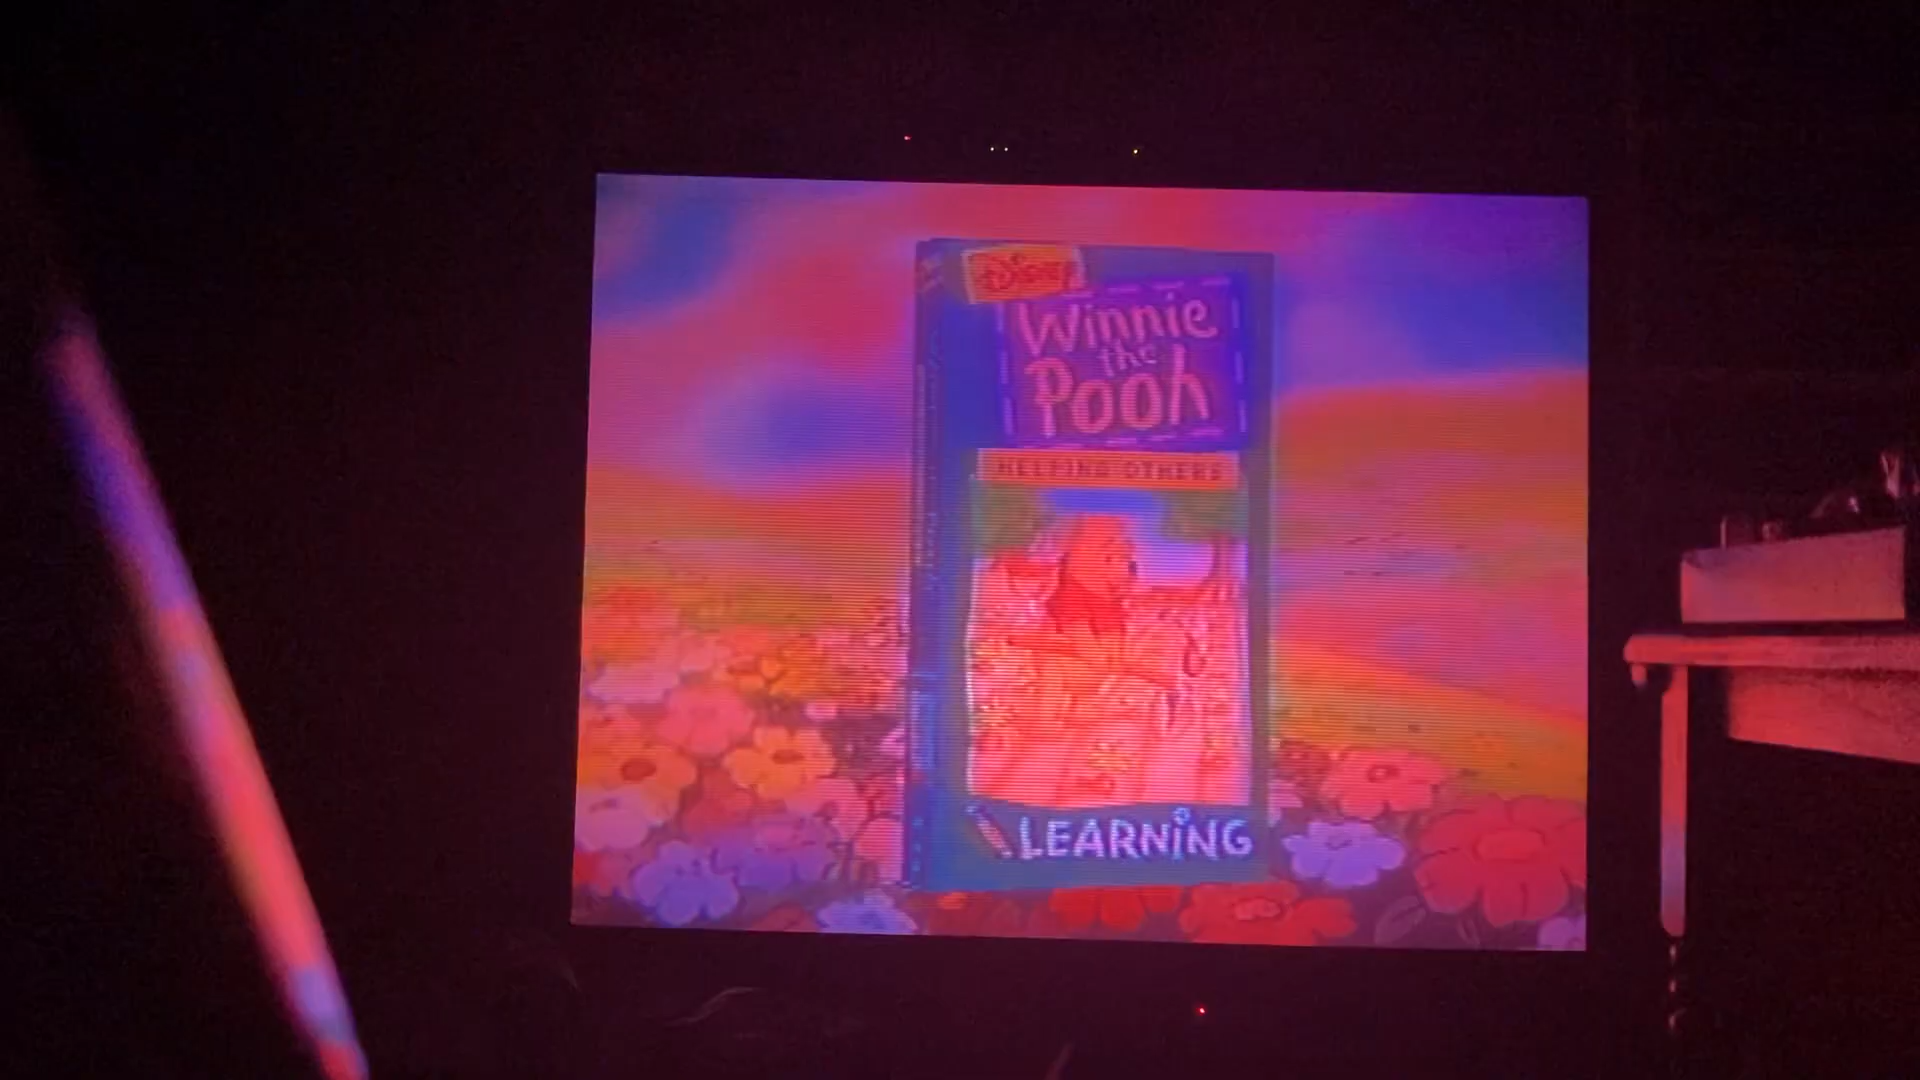 Disney
Winnie
the
Pooh
HELPING OTHERS
LEARNING